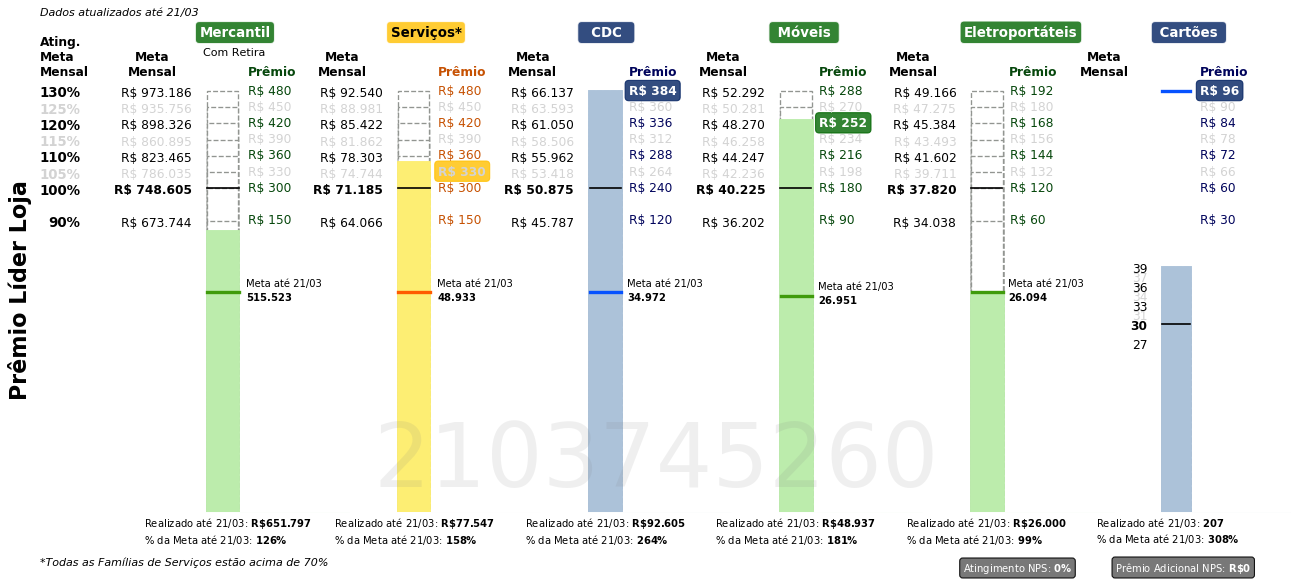 Dados atualizados até 21/03
Mercantil Serviços* CDC Móveis Eletroportáteis Cartões
Com Retira
Ating. Meta Mensal
Meta Mensal Prêmio Meta Mensal Prêmio Meta Mensal Prêmio Meta Mensal Prêmio Meta Mensal Prêmio Meta Mensal Prêmio
130% R$ 973.186 R$ 480 R$ 92.540 R$ 480 R$ 66.137 R$ 384 R$ 52.292 R$ 288 R$ 49.166 R$ 192 R$ 96
125% R$ 935.756 R$ 450 R$ 88.981 R$ 450 R$ 63.593 R$ 360 R$ 50.281 R$ 270 R$ 47.275 R$ 180 R$ 90
120% R$ 898.326 R$ 420 R$ 85.422 R$ 420 R$ 61.050 R$ 336 R$ 48.270 R$ 252 R$ 45.384 R$ 168 R$ 84
115% R$ 860.895 R$ 390 R$ 81.862 R$ 390 R$ 58.506 R$ 312 R$ 46.258 R$ 234 R$ 43.493 R$ 156 R$ 78
110% R$ 823.465 R$ 360 R$ 78.303 R$ 360 R$ 55.962 R$ 288 R$ 44.247 R$ 216 R$ 41.602 R$ 144 R$ 72
105% R$ 786.035 R$ 330 R$ 74.744 R$ 330 R$ 53.418 R$ 264 R$ 42.236 R$ 198 R$ 39.711 R$ 132 R$ 66
100% R$ 748.605 R$ 300 R$ 71.185 R$ 300 R$ 50.875 R$ 240 R$ 40.225 R$ 180 R$ 37.820 R$ 120 R$ 60
90% R$ 673.744 R$ 150 R$ 64.066 R$ 150 R$ 45.787 R$ 120 R$ 36.202 R$ 90 R$ 34.038 R$ 60 R$ 30
Prêmio Líder Loja
39
36
33
30
27
Meta até 21/03 Meta até 21/03 Meta até 21/03 Meta até 21/03 Meta até 21/03
515.523 48.933 34.972 26.951 26.094
2103745260
Realizado até 21/03: R$651.797 Realizado até 21/03: R$77.547 Realizado até 21/03: R$92.605 Realizado até 21/03: R$48.937 Realizado até 21/03: R$26.000 Realizado até 21/03: 207
% da Meta até 21/03: 126% % da Meta até 21/03: 158% % da Meta até 21/03: 264% % da Meta até 21/03: 181% % da Meta até 21/03: 99% % da Meta até 21/03: 308%
*Todas as Famílias de Serviços estão acima de 70%
Atingimento NPS: 0% Prêmio Adicional NPS: R$0